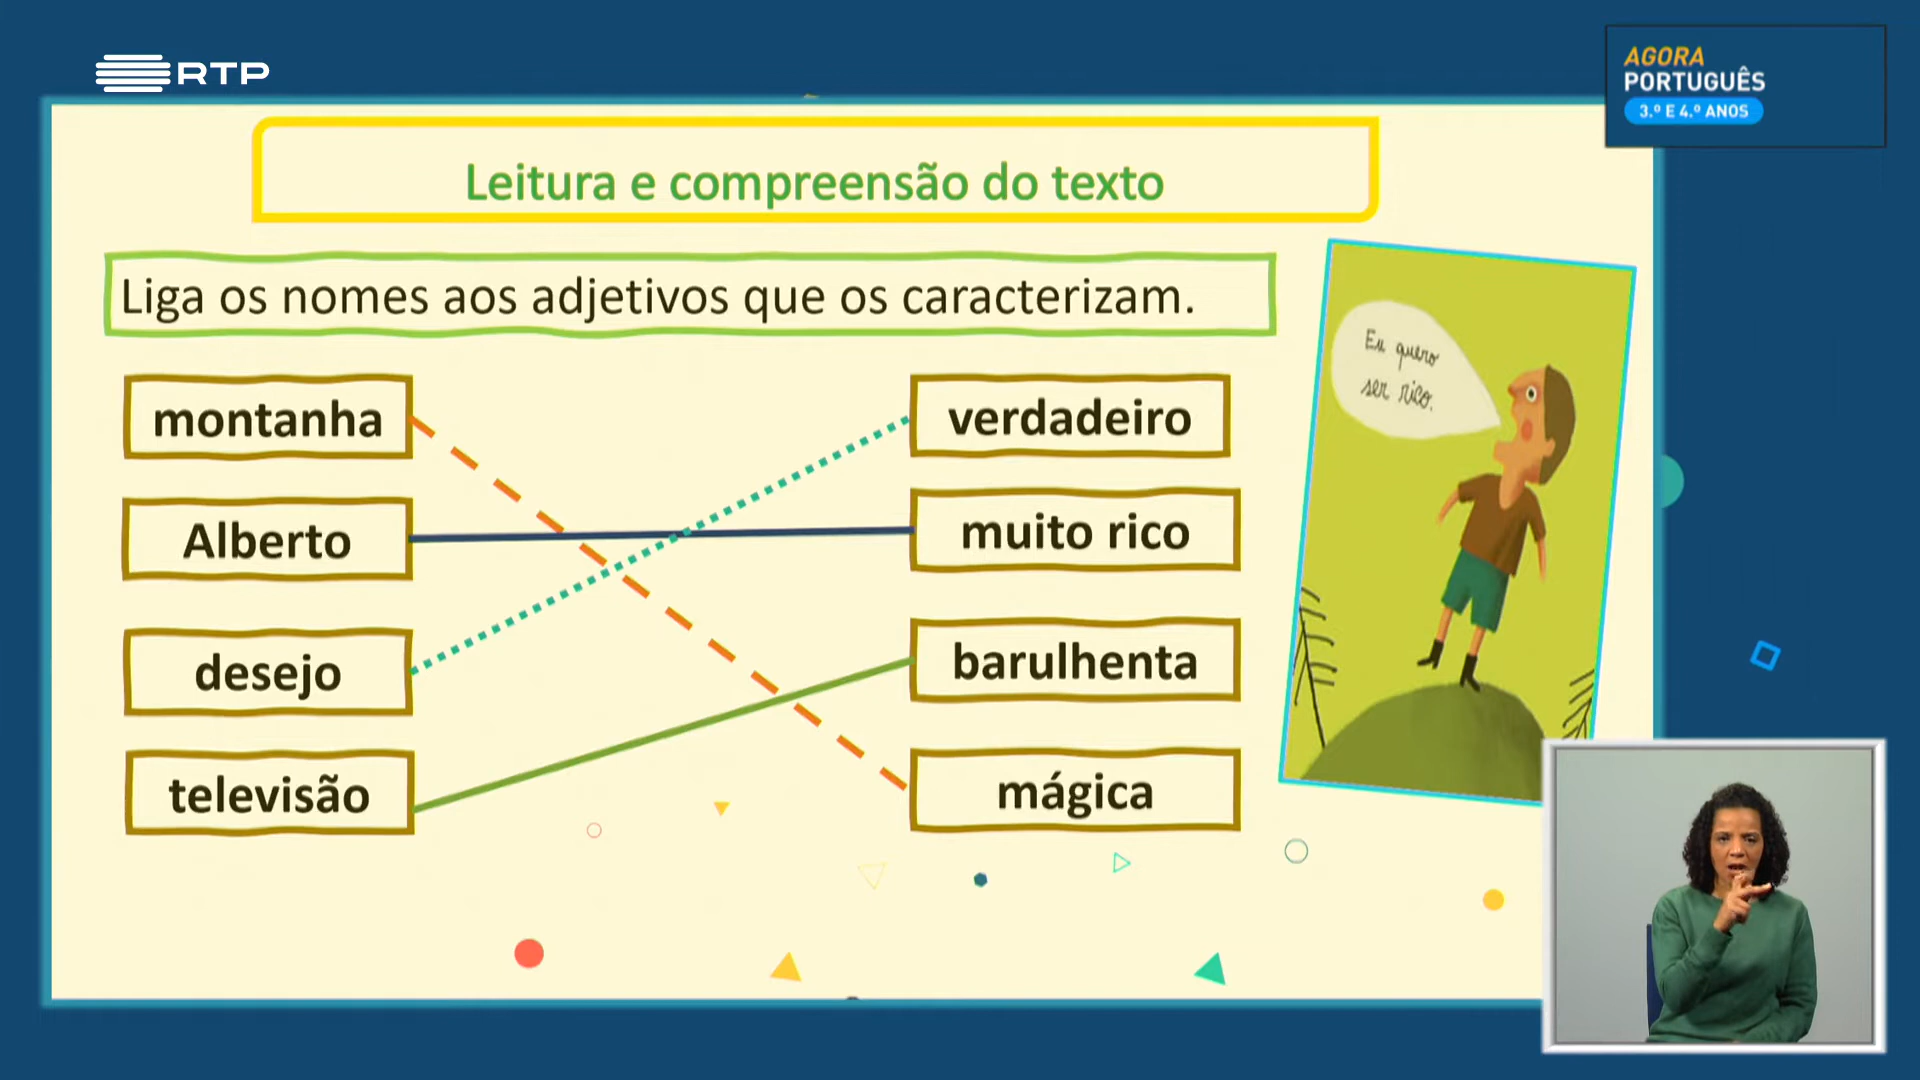 RTP
AGORA
PORTUGUÊS
3.º E 4.º ANOS
Leitura e compreensão do texto
Liga os nomes aos adjetivos que os caracterizam.
montanha
verdadeiro
Alberto
muito rico
desejo
barulhenta
televisão
mágica
Eu quero
ser rico.